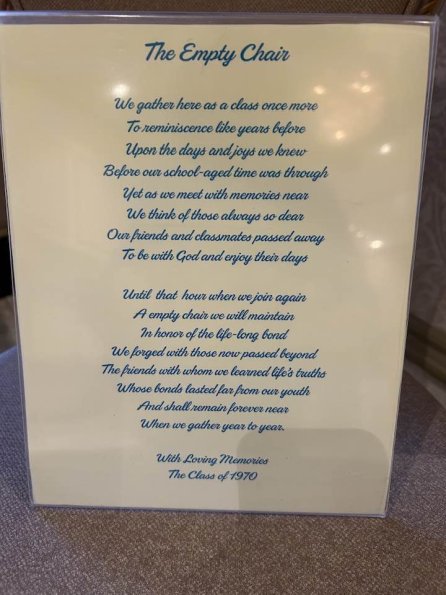 The Empty Chair
We gather here as a class once more
To reminiscence like years before
Upon the days and joys we knew
Before our school-aged time was through
Yet as we meet with memories near
We think of those always so dear
Our friends and classmates passed away
To be with God and enjoy their days
Until that hour when we join again
A empty chair we will maintain
In honor of the life-long bond
We forged with those now passed beyond
The friends with whom we learned life's truths
Whose bonds lasted far from our youth
And shall remain forever near
When we gather year to year.
With Loving Memories
The Class of 1970